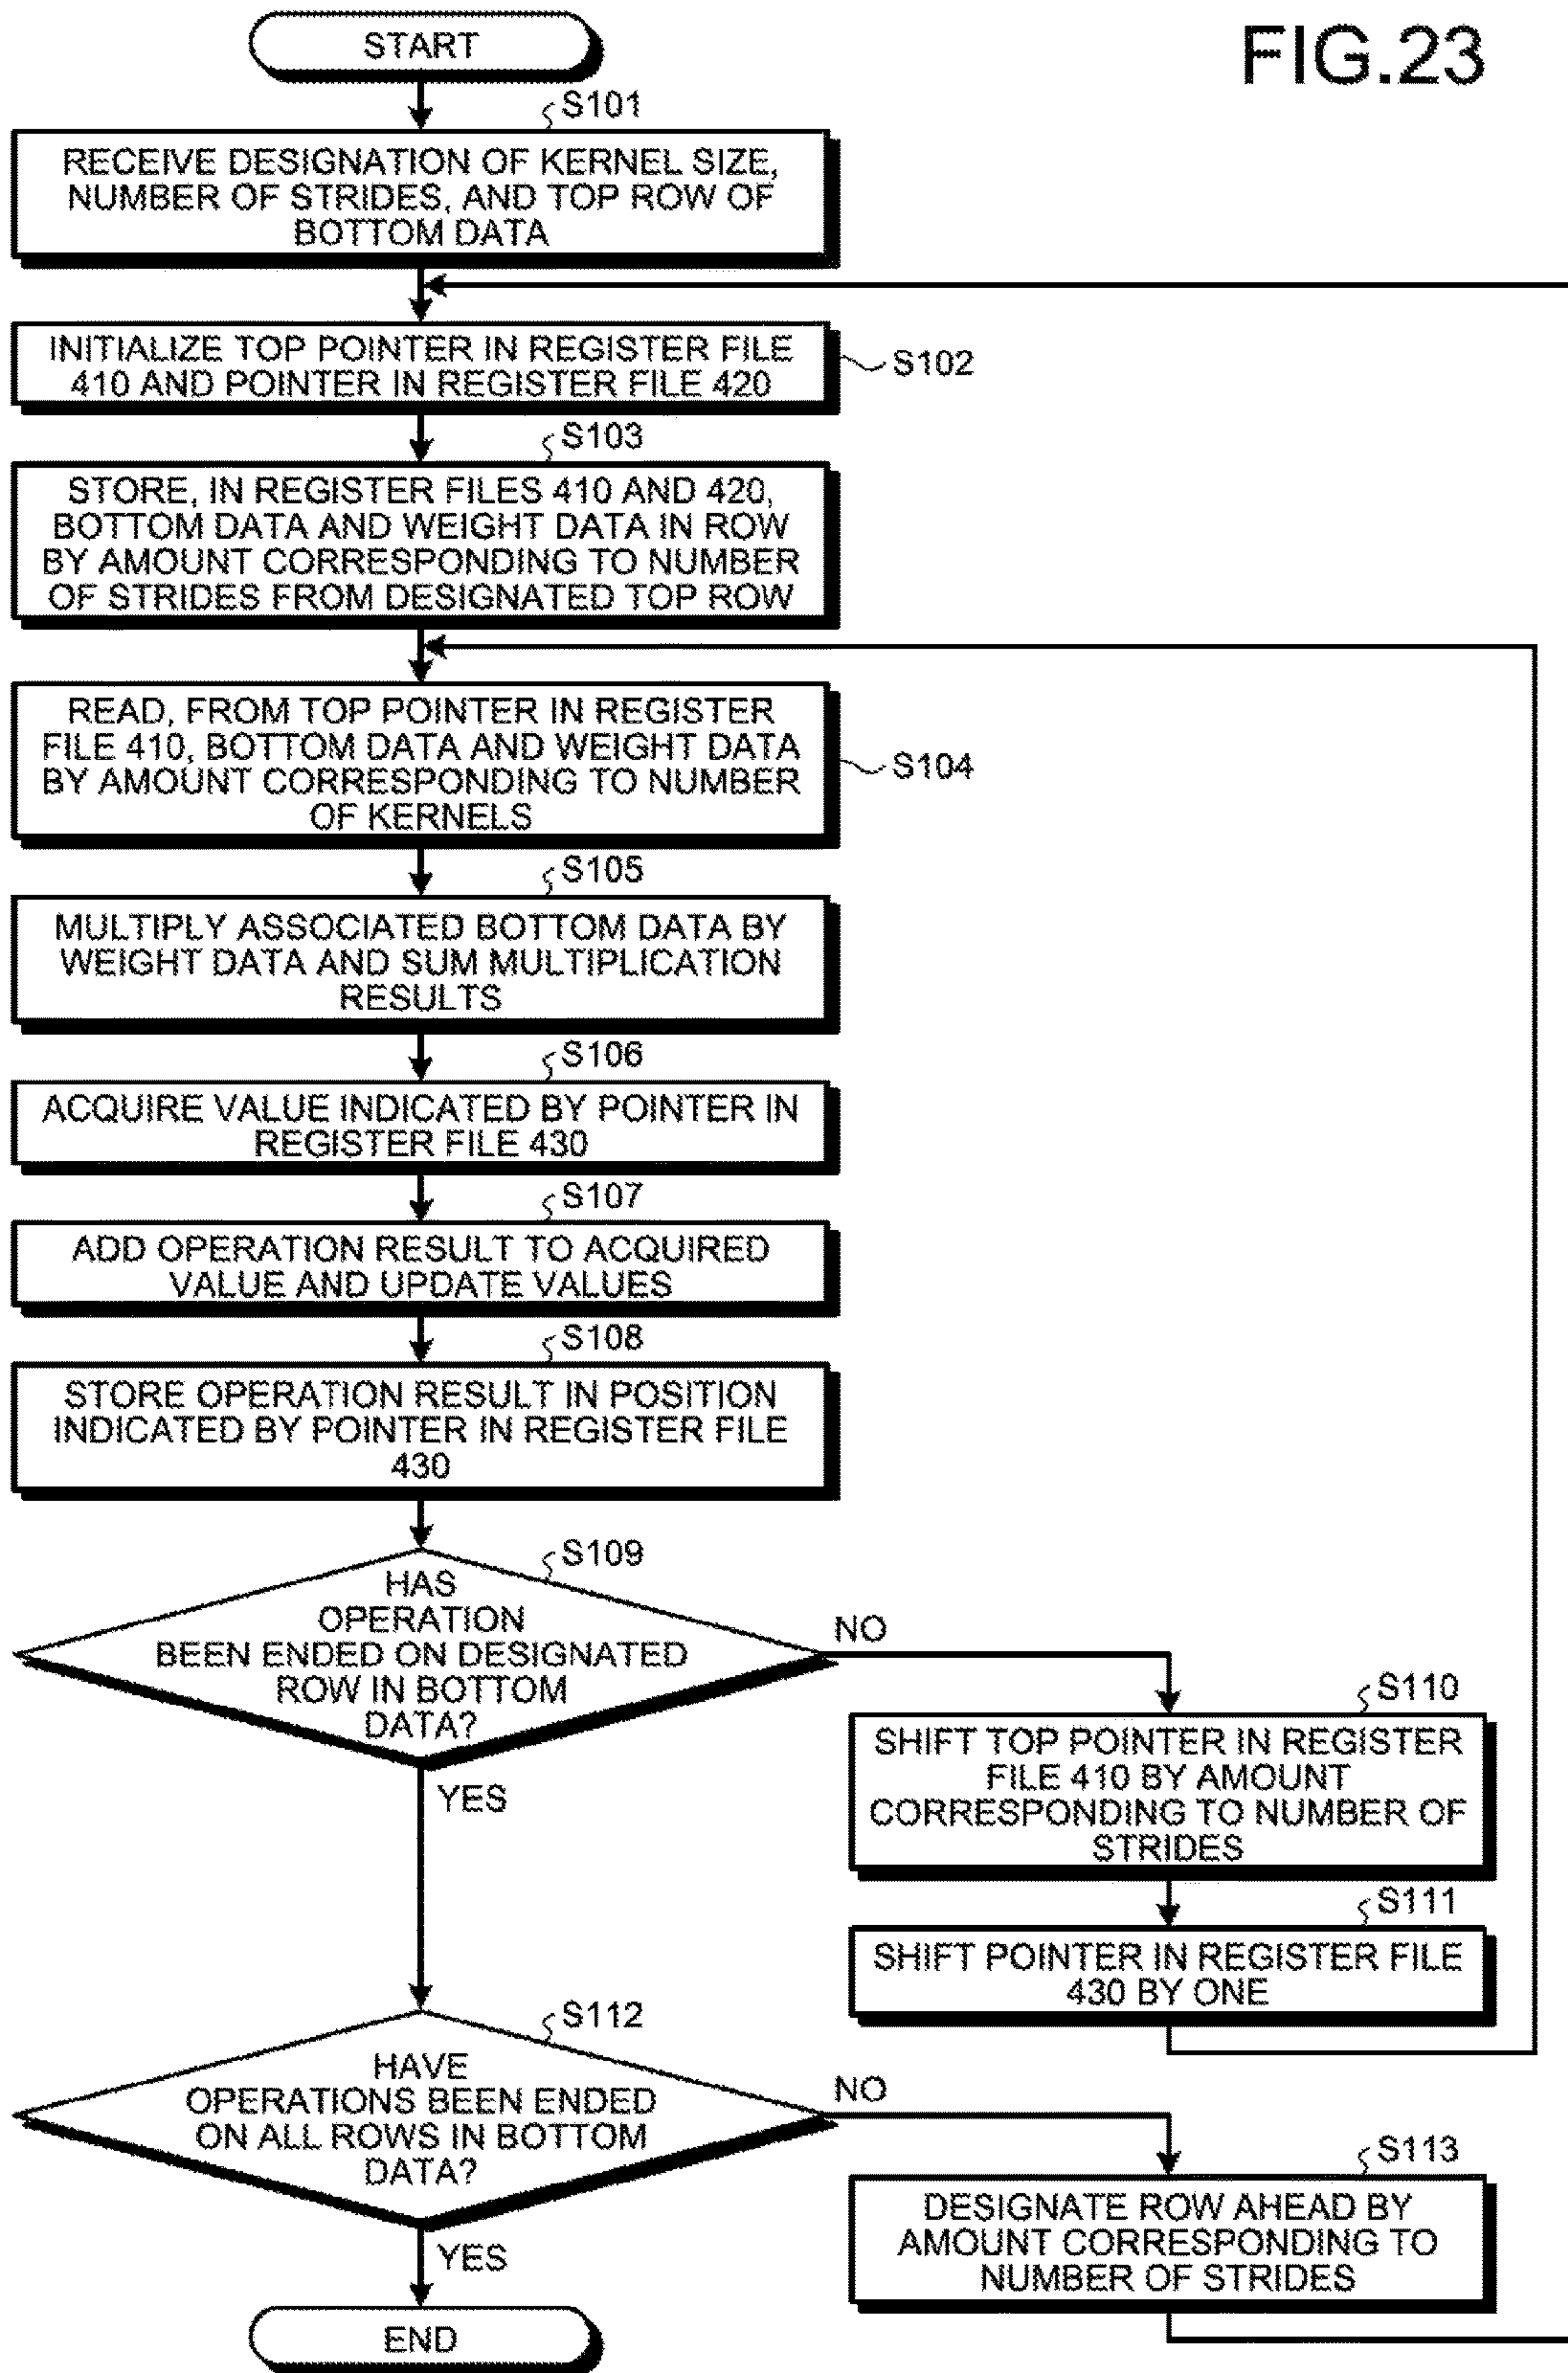 FIG.23
START
S101
RECEIVE DESIGNATION OF KERNEL SIZE,
NUMBER OF STRIDES, AND TOP ROW OF
BOTTOM DATA
INITIALIZE TOP POINTER IN REGISTER FILE
410 AND POINTER IN REGISTER FILE 420
S102
S103
STORE, IN REGISTER FILES 410 AND 420,
BOTTOM DATA AND WEIGHT DATA IN ROW
BY AMOUNT CORRESPONDING TO NUMBER
OF STRIDES FROM DESIGNATED TOP ROW
READ, FROM TOP POINTER IN REGISTER
FILE 410, BOTTOM DATA AND WEIGHT DATA
BY AMOUNT CORRESPONDING TO NUMBER
OF KERNELS
S104
S105
MULTIPLY ASSOCIATED BOTTOM DATA BY
WEIGHT DATA AND SUM MULTIPLICATION
RESULTS
S106
ACQUIRE VALUE INDICATED BY POINTER IN
REGISTER FILE 430
S107
ADD OPERATION RESULT TO ACQUIRED
VALUE AND UPDATE VALUES
S108
STORE OPERATION RESULT IN POSITION
INDICATED BY POINTER IN REGISTER FILE
430
S109
HAS
OPERATION
BEEN ENDED ON DESIGNATED
ROW IN BOTTOM
DATA?
NO
YES
S110
SHIFT TOP POINTER IN REGISTER
FILE 410 BY AMOUNT
CORRESPONDING TO NUMBER OF
STRIDES
S111
SHIFT POINTER IN REGISTER FILE
430 BY ONE
S112
HAVE
OPERATIONS BEEN ENDED
ON ALL ROWS IN BOTTOM
DATA?
NO
YES
S113
DESIGNATE ROW AHEAD BY
AMOUNT CORRESPONDING TO
NUMBER OF STRIDES
END